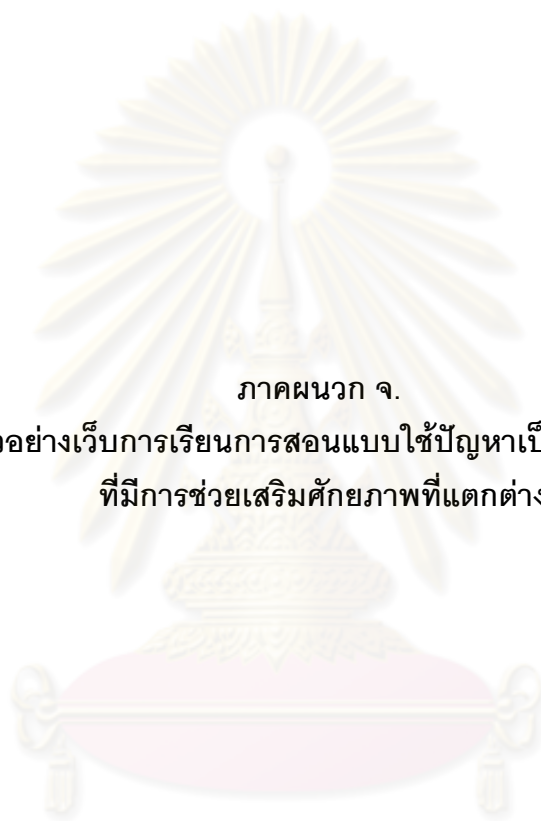 ภาคผนวก จ.
อย่างเว็บการเรียนการสอนแบบใช้ปัญหาเป็
ที่มีการช่วยเสริมศักยภาพที่แตกต่าง